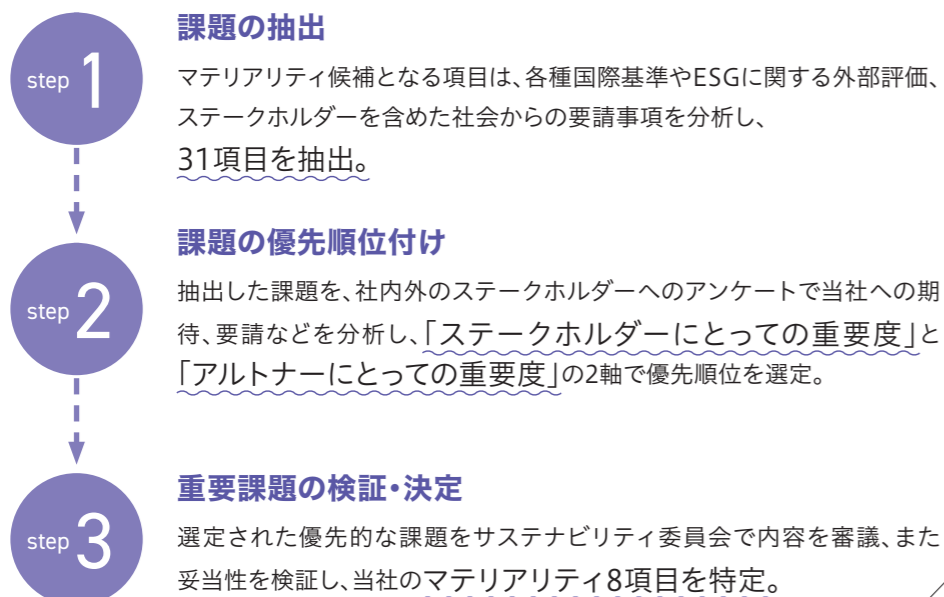 step 1
課題の抽出
マテリアリティ候補となる項目は、各種国際基準やESGに関する外部評価、
ステークホルダーを含めた社会からの要請事項を分析し、
31項目を抽出。
step 2
課題の優先順位付け
抽出した課題を、社内外のステークホルダーへのアンケートで当社への期
待、要請などを分析し、「ステークホルダーにとっての重要度」と
「アルトナーにとっての重要度」の2軸で優先順位を選定。
step 3
重要課題の検証・決定
選定された優先的な課題をサステナビリティ委員会で内容を審議、また
妥当性を検証し、当社のマテリアリティ8項目を特定。